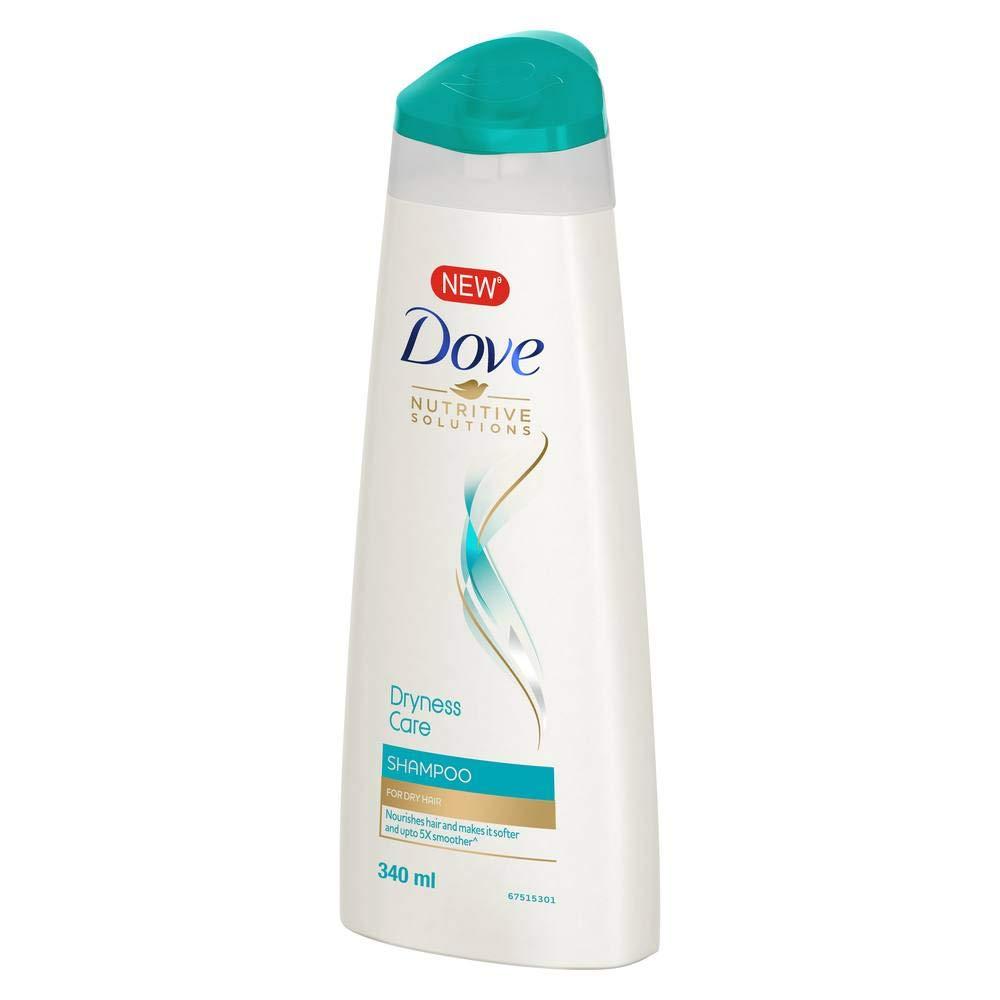 NEW°
Dove
NUTRITIVE
SOLUTIONS
Dryness
Care
SHAMPOO
FOR DRY HAIR
Nourishes hair and makes it softer
and upto 5X smoother^
340 ml
67515301